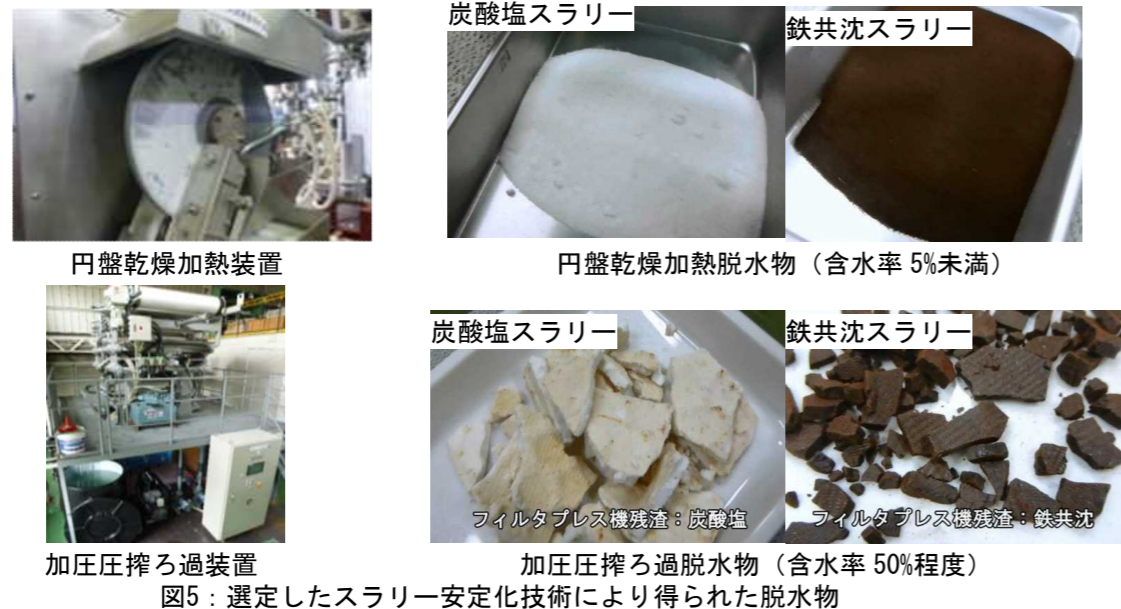 炭酸塩スラリー
鉄共沈スラリー
円盤乾燥加熱装置
円盤乾燥加熱脱水物（含水率 5%未満）
炭酸塩スラリー
鉄共沈スラリー
フィルタプレス機残渣：炭酸塩
フィルタプレス機残渣：鉄共沈
加圧圧搾ろ過装置
加圧圧搾ろ過脱水物（含水率 50%程度）
図5：選定したスラリー安定化技術により得られた脱水物